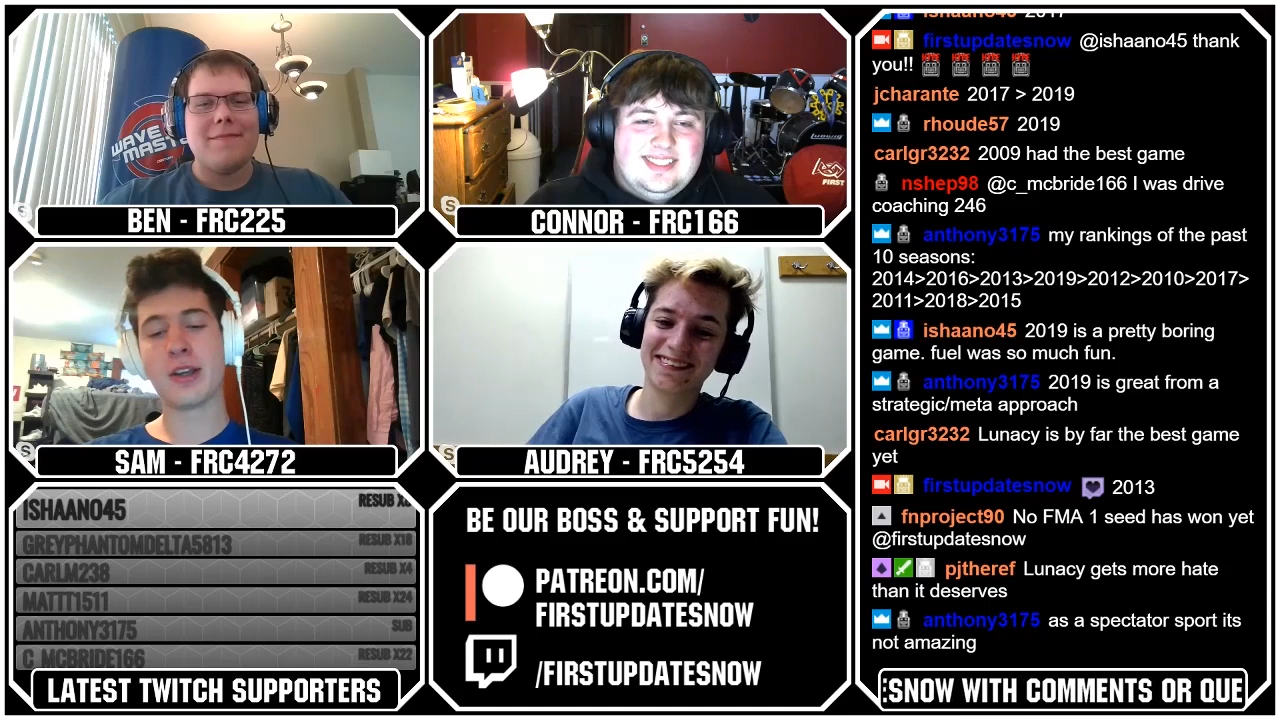 WAVE
MAST
BEN - FRC225
Ludwig
FIRST
CONNOR - FRC166
SAM - FRC4272
AUDREY - FRC5254
ISHAANO45
GREYPHANTOMDELTA5813 RESUB X18
CARLM238 RESUB X4
MATTT1511 RESUB X24
ANTHONY3175 SUB
C_MCBRIDE166 RESUB X22
LATEST TWITCH SUPPORTERS
BE OUR BOSS & SUPPORT FUN!
PATREON.COM/
FIRSTUPDATESNOW
/FIRSTUPDATESNOW
ishaano45 2017
firstupdatesnow @ishaano45 thank
you!!
jcharante 2017 > 2019
rhoude57 2019
carlgr3232 2009 had the best game
nshep98 @c_mcbride166 I was drive
coaching 246
anthony3175 my rankings of the past
10 seasons:
2014>2016>2013>2019>2012>2010>2017>
2011>2018>2015
ishaano45 2019 is a pretty boring
game. fuel was so much fun.
anthony3175 2019 is great from a
strategic/meta approach
carlgr3232 Lunacy is by far the best game
yet
firstupdatesnow 2013
fnproject90 No FMA 1 seed has won yet
@firstupdatesnow
pjtheref Lunacy gets more hate
than it deserves
anthony3175 as a spectator sport its
not amazing
ESNOW WITH COMMENTS OR QUE